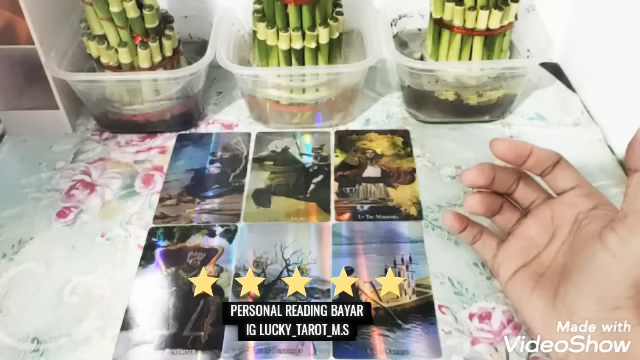 I • The Magician
PERSONAL READING BAYAR
IG LUCKY_TAROT_M.S
Made with
VideoShow